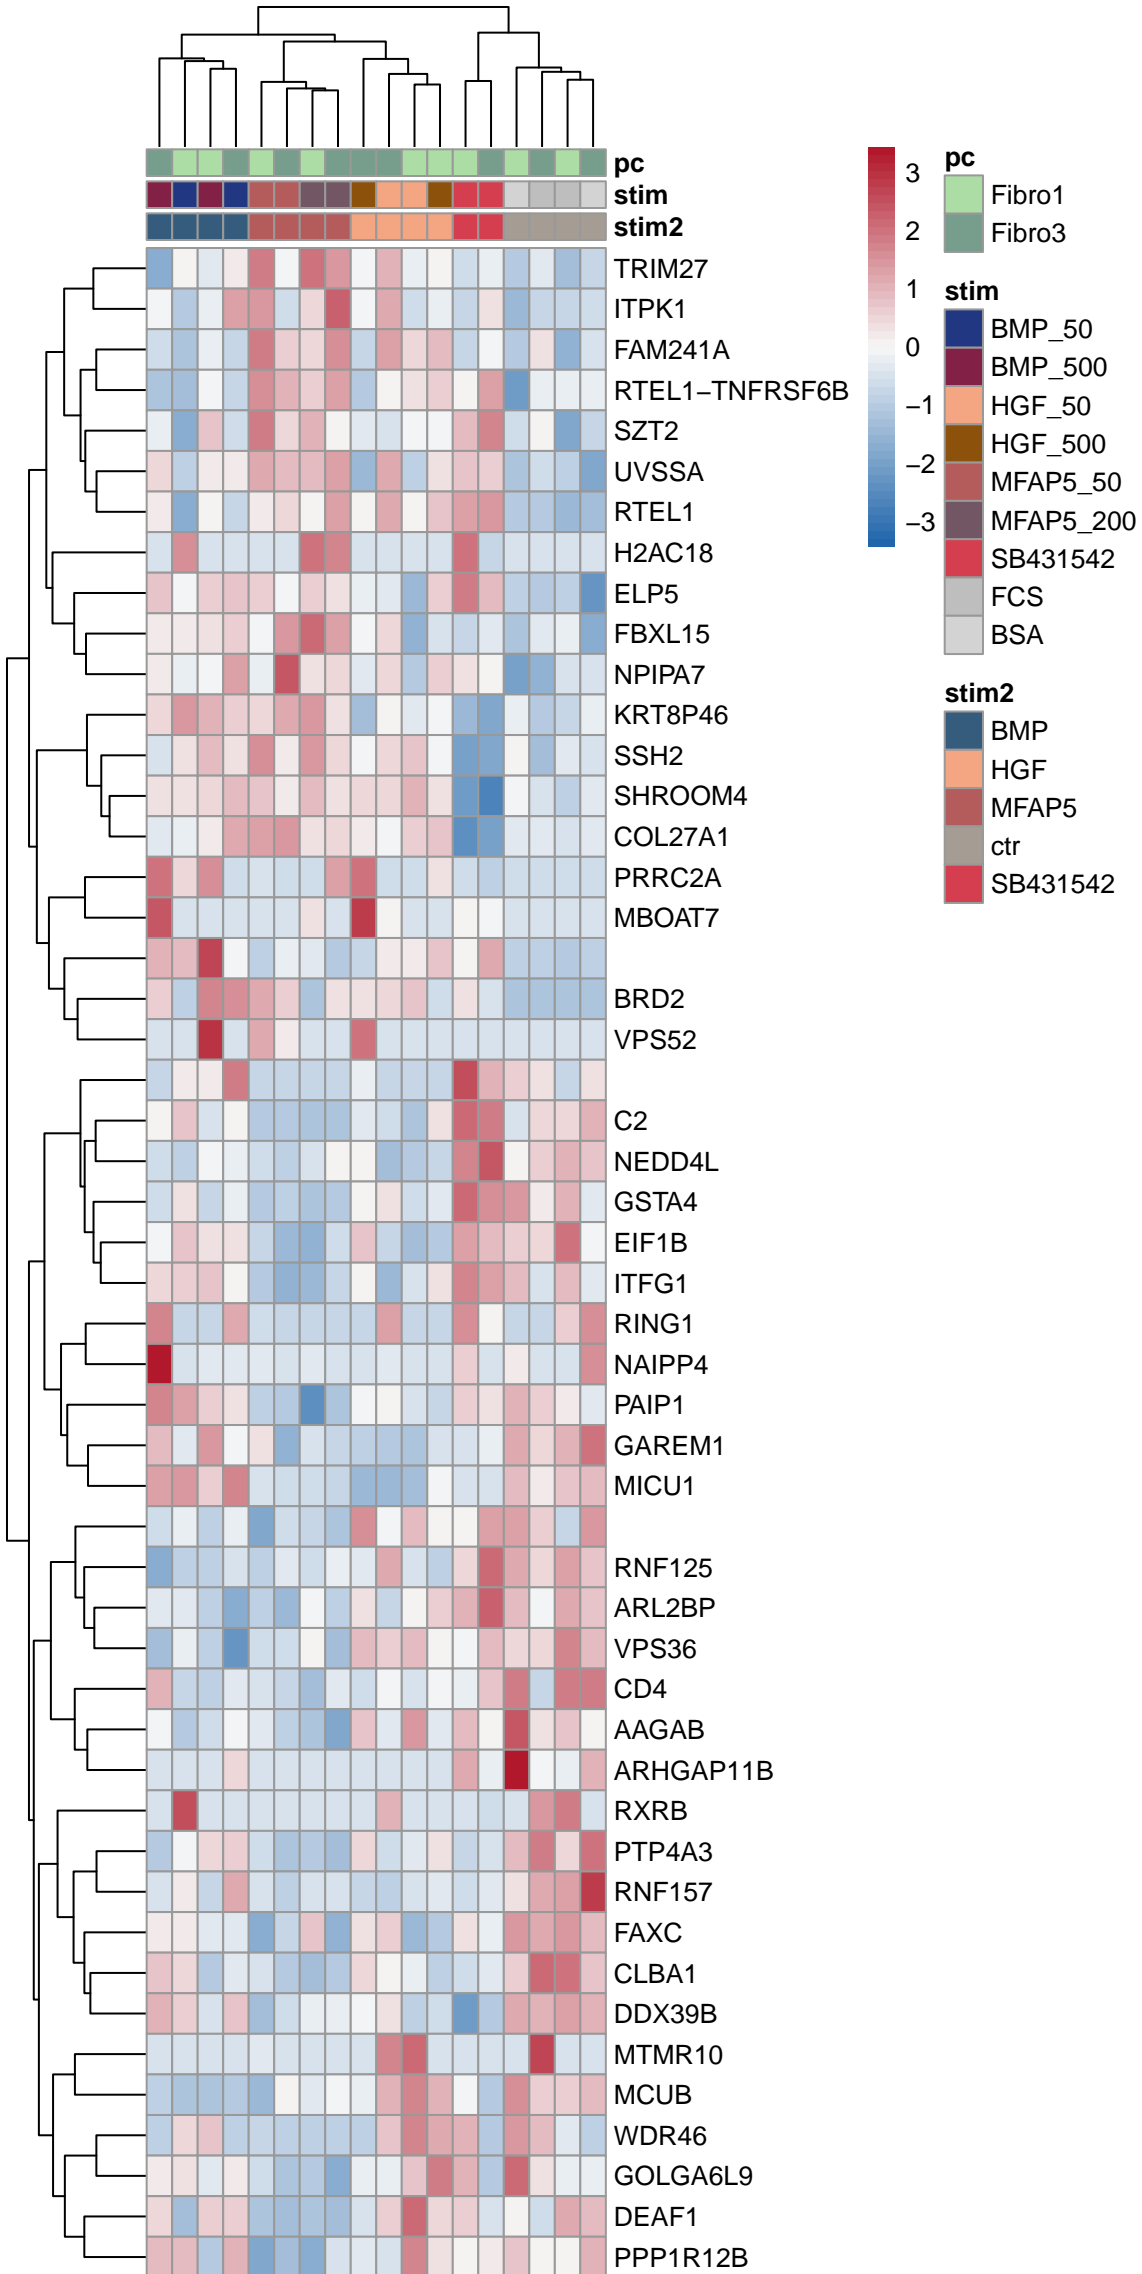 pc
stim
stim2
TRIM27
ITPK1
FAM241A
RTEL1−TNFRSF6B
SZT2
UVSSA
RTEL1
H2AC18
ELP5
FBXL15
NPIPA7
KRT8P46
SSH2
SHROOM4
COL27A1
PRRC2A
MBOAT7
BRD2
VPS52
C2
NEDD4L
GSTA4
EIF1B
ITFG1
RING1
NAIPP4
PAIP1
GAREM1
MICU1
RNF125
ARL2BP
VPS36
CD4
AAGAB
ARHGAP11B
RXRB
PTP4A3
RNF157
FAXC
CLBA1
DDX39B
MTMR10
MCUB
WDR46
GOLGA6L9
DEAF1
PPP1R12B
3
2
1
0
−1
−2
−3
pc
Fibro1
Fibro3
stim
BMP_50
BMP_500
HGF_50
HGF_500
MFAP5_50
MFAP5_200
SB431542
FCS
BSA
stim2
BMP
HGF
MFAP5
ctr
SB431542